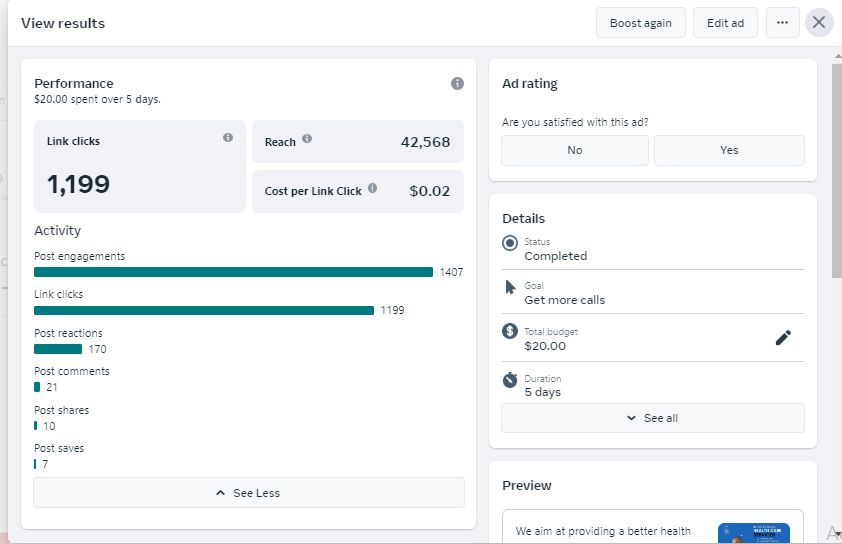 View results
Boost again
Edit ad
...
Performance
$20.00 spent over 5 days.
Link clicks
1,199
Reach
42,568
Cost per Link Click
$0.02
Activity
Post engagements
1407
Link clicks
1199
Post reactions
170
Post comments
21
Post shares
10
Post saves
7
See Less
Ad rating
Are you satisfied with this ad?
No
Yes
Details
Status
Completed
Goal
Get more calls
Total budget
$20.00
Duration
5 days
See all
Preview
We aim at providing a better health
HEALTH CARE
SERVICES